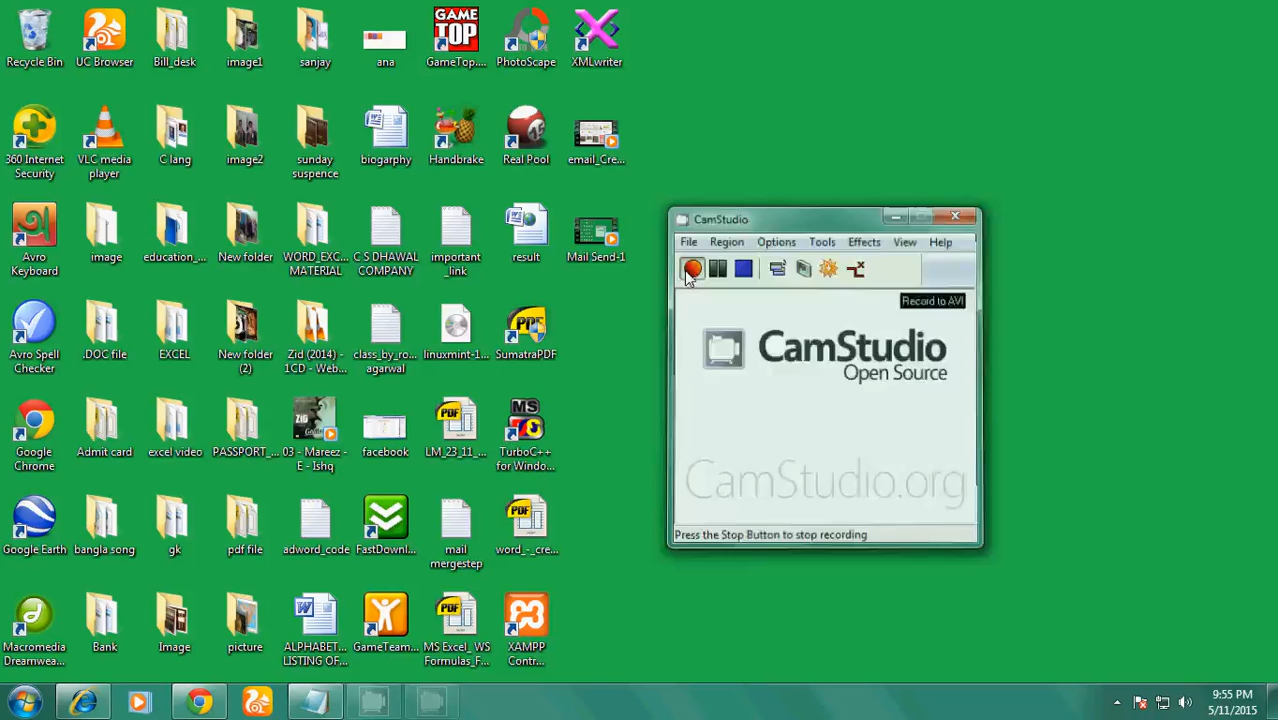 Recycle Bin
UC Browser
Bill_desk
image1
sanjay
ana
GAME
TOP
GameTop....
PhotoScape
XMLwriter
360 Internet
Security
VLC media
player
C lang
image2
sunday
suspence
biogarphy
Handbrake
15
Real Pool
email_Cre...
অ
Avro
Keyboard
image
education_...
New folder
WORD_EXC...
MATERIAL
C S DHAWAL
COMPANY
important
_link
result
Mail Send-1
Avro Spell
Checker
.DOC file
EXCEL
New folder
(2)
Zid (2014) -
1CD - Web...
class_by_ro...
agarwal
linuxmint-1...
PDF
SumatraPDF
Google
Chrome
Admit card
excel video
PASSPORT_...
ZID
03 - Mareez -
E - Ishq
facebook
PDF
LM_23_11_...
MS
TurboC++
for Windo...
Google Earth
bangla song
gk
pdf file
adword_code
FastDownl...
mail
mergestep
PDF
word_-_cre...
Macromedia
Dreamwea...
Bank
Image
picture
ALPHABET...
LISTING OF...
GameTeam...
PDF
MS Excel_ WS
Formulas_F...
XAMPP
Contr...
CamStudio
File Region Options Tools Effects View Help
Record to AVI
CamStudio
Open Source
CamStudio.org
Press the Stop Button to stop recording
9:55 PM
5/11/2015